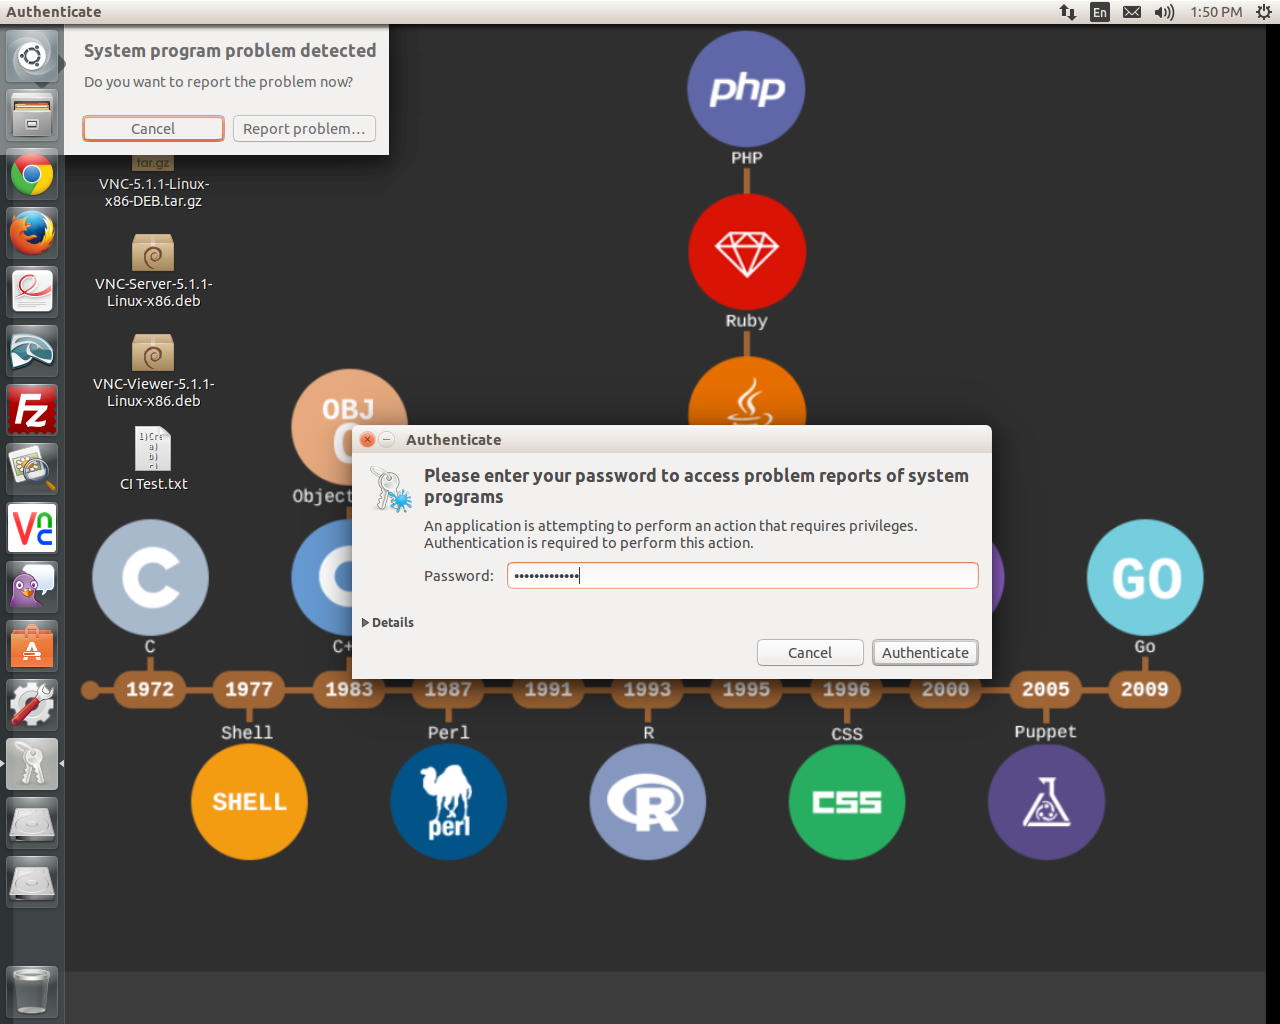 Authenticate
En
1:50 PM
System program problem detected
Do you want to report the problem now?
Cancel
Report problem…
tar.gz
VNC-5.1.1-Linux-
x86-DEB.tar.gz
VNC-Server-5.1.1-
Linux-x86.deb
VNC-Viewer-5.1.1-
Linux-x86.deb
1)Cre
a)
b)
c)
CI Test.txt
php
PHP
Ruby
OBJ
C
Object
Authenticate
Please enter your password to access problem reports of system
programs
An application is attempting to perform an action that requires privileges.
Authentication is required to perform this action.
Password: •••••••••••••
Details
Cancel
Authenticate
Fz
VNC
A
C
C
C+
GO
Go
1972
1977
1983
1987
1991
1993
1995
1996
2000
2005
2009
Shell
Perl
R
CSS
Puppet
SHELL
perl
R
CSS